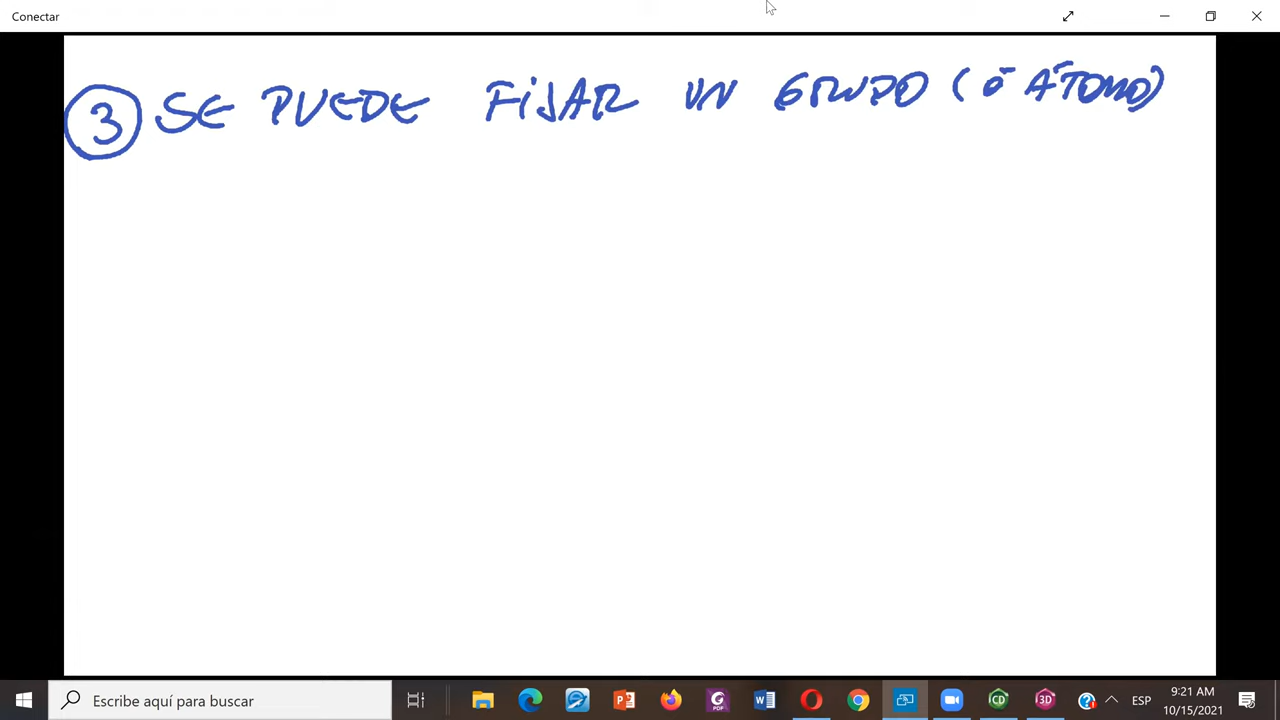 Conectar
3 SE PUEDE FIJAR UN GRUPO (Ó ÁTOMO)
Escribe aquí para buscar
ESP
9:21 AM
10/15/2021